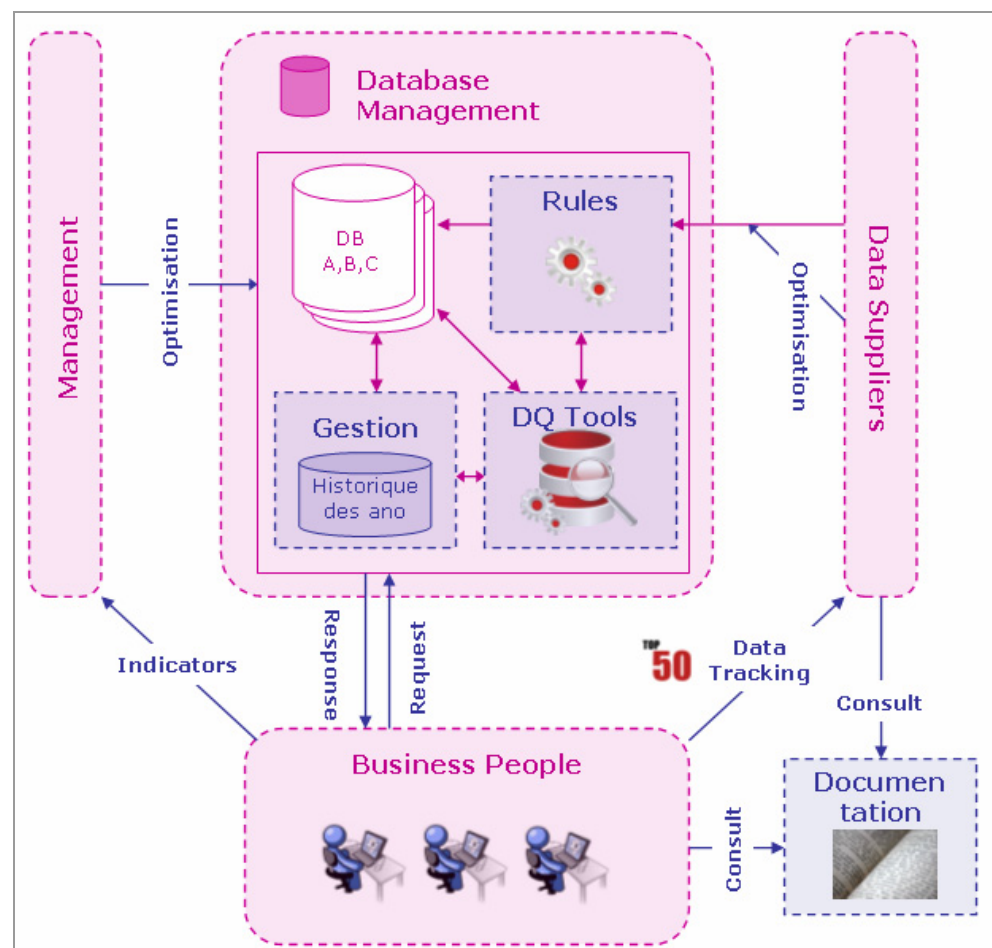 Database
Management
Management
Optimisation
DB
A,B,C
Rules
Optimisation
Data Suppliers
Gestion
Historique
des ano
DQ Tools
Indicators
Response
Request
TOP
50
Data
Tracking
Consult
Business People
Consult
Documen
tation